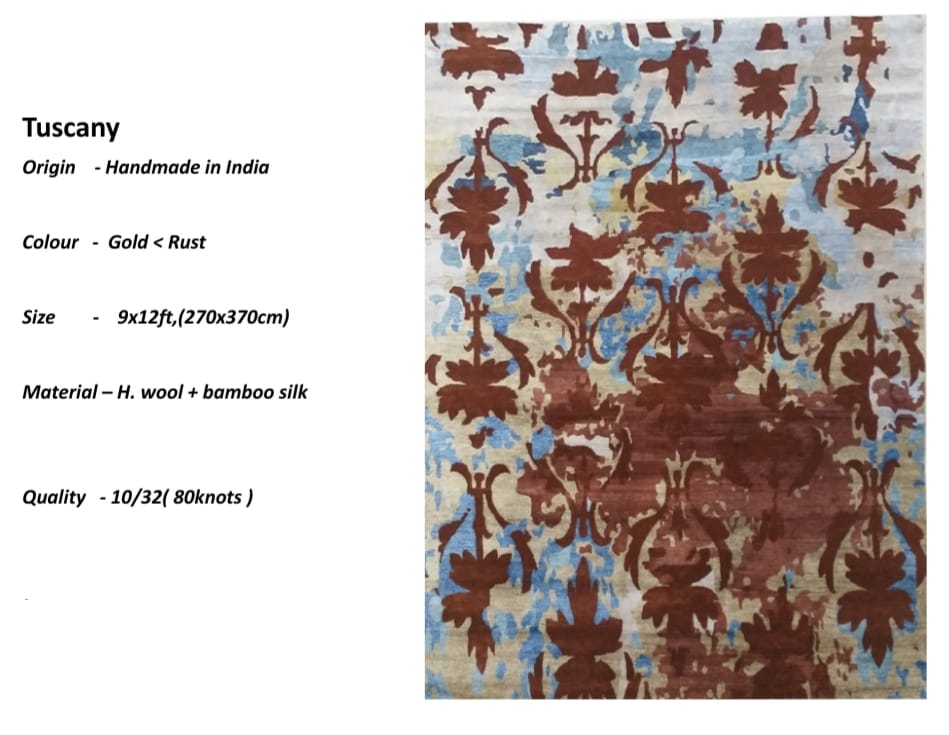 Tuscany
Origin - Handmade in India
Colour - Gold < Rust
Size - 9x12ft,(270x370cm)
Material – H. wool + bamboo silk
Quality - 10/32( 80knots )